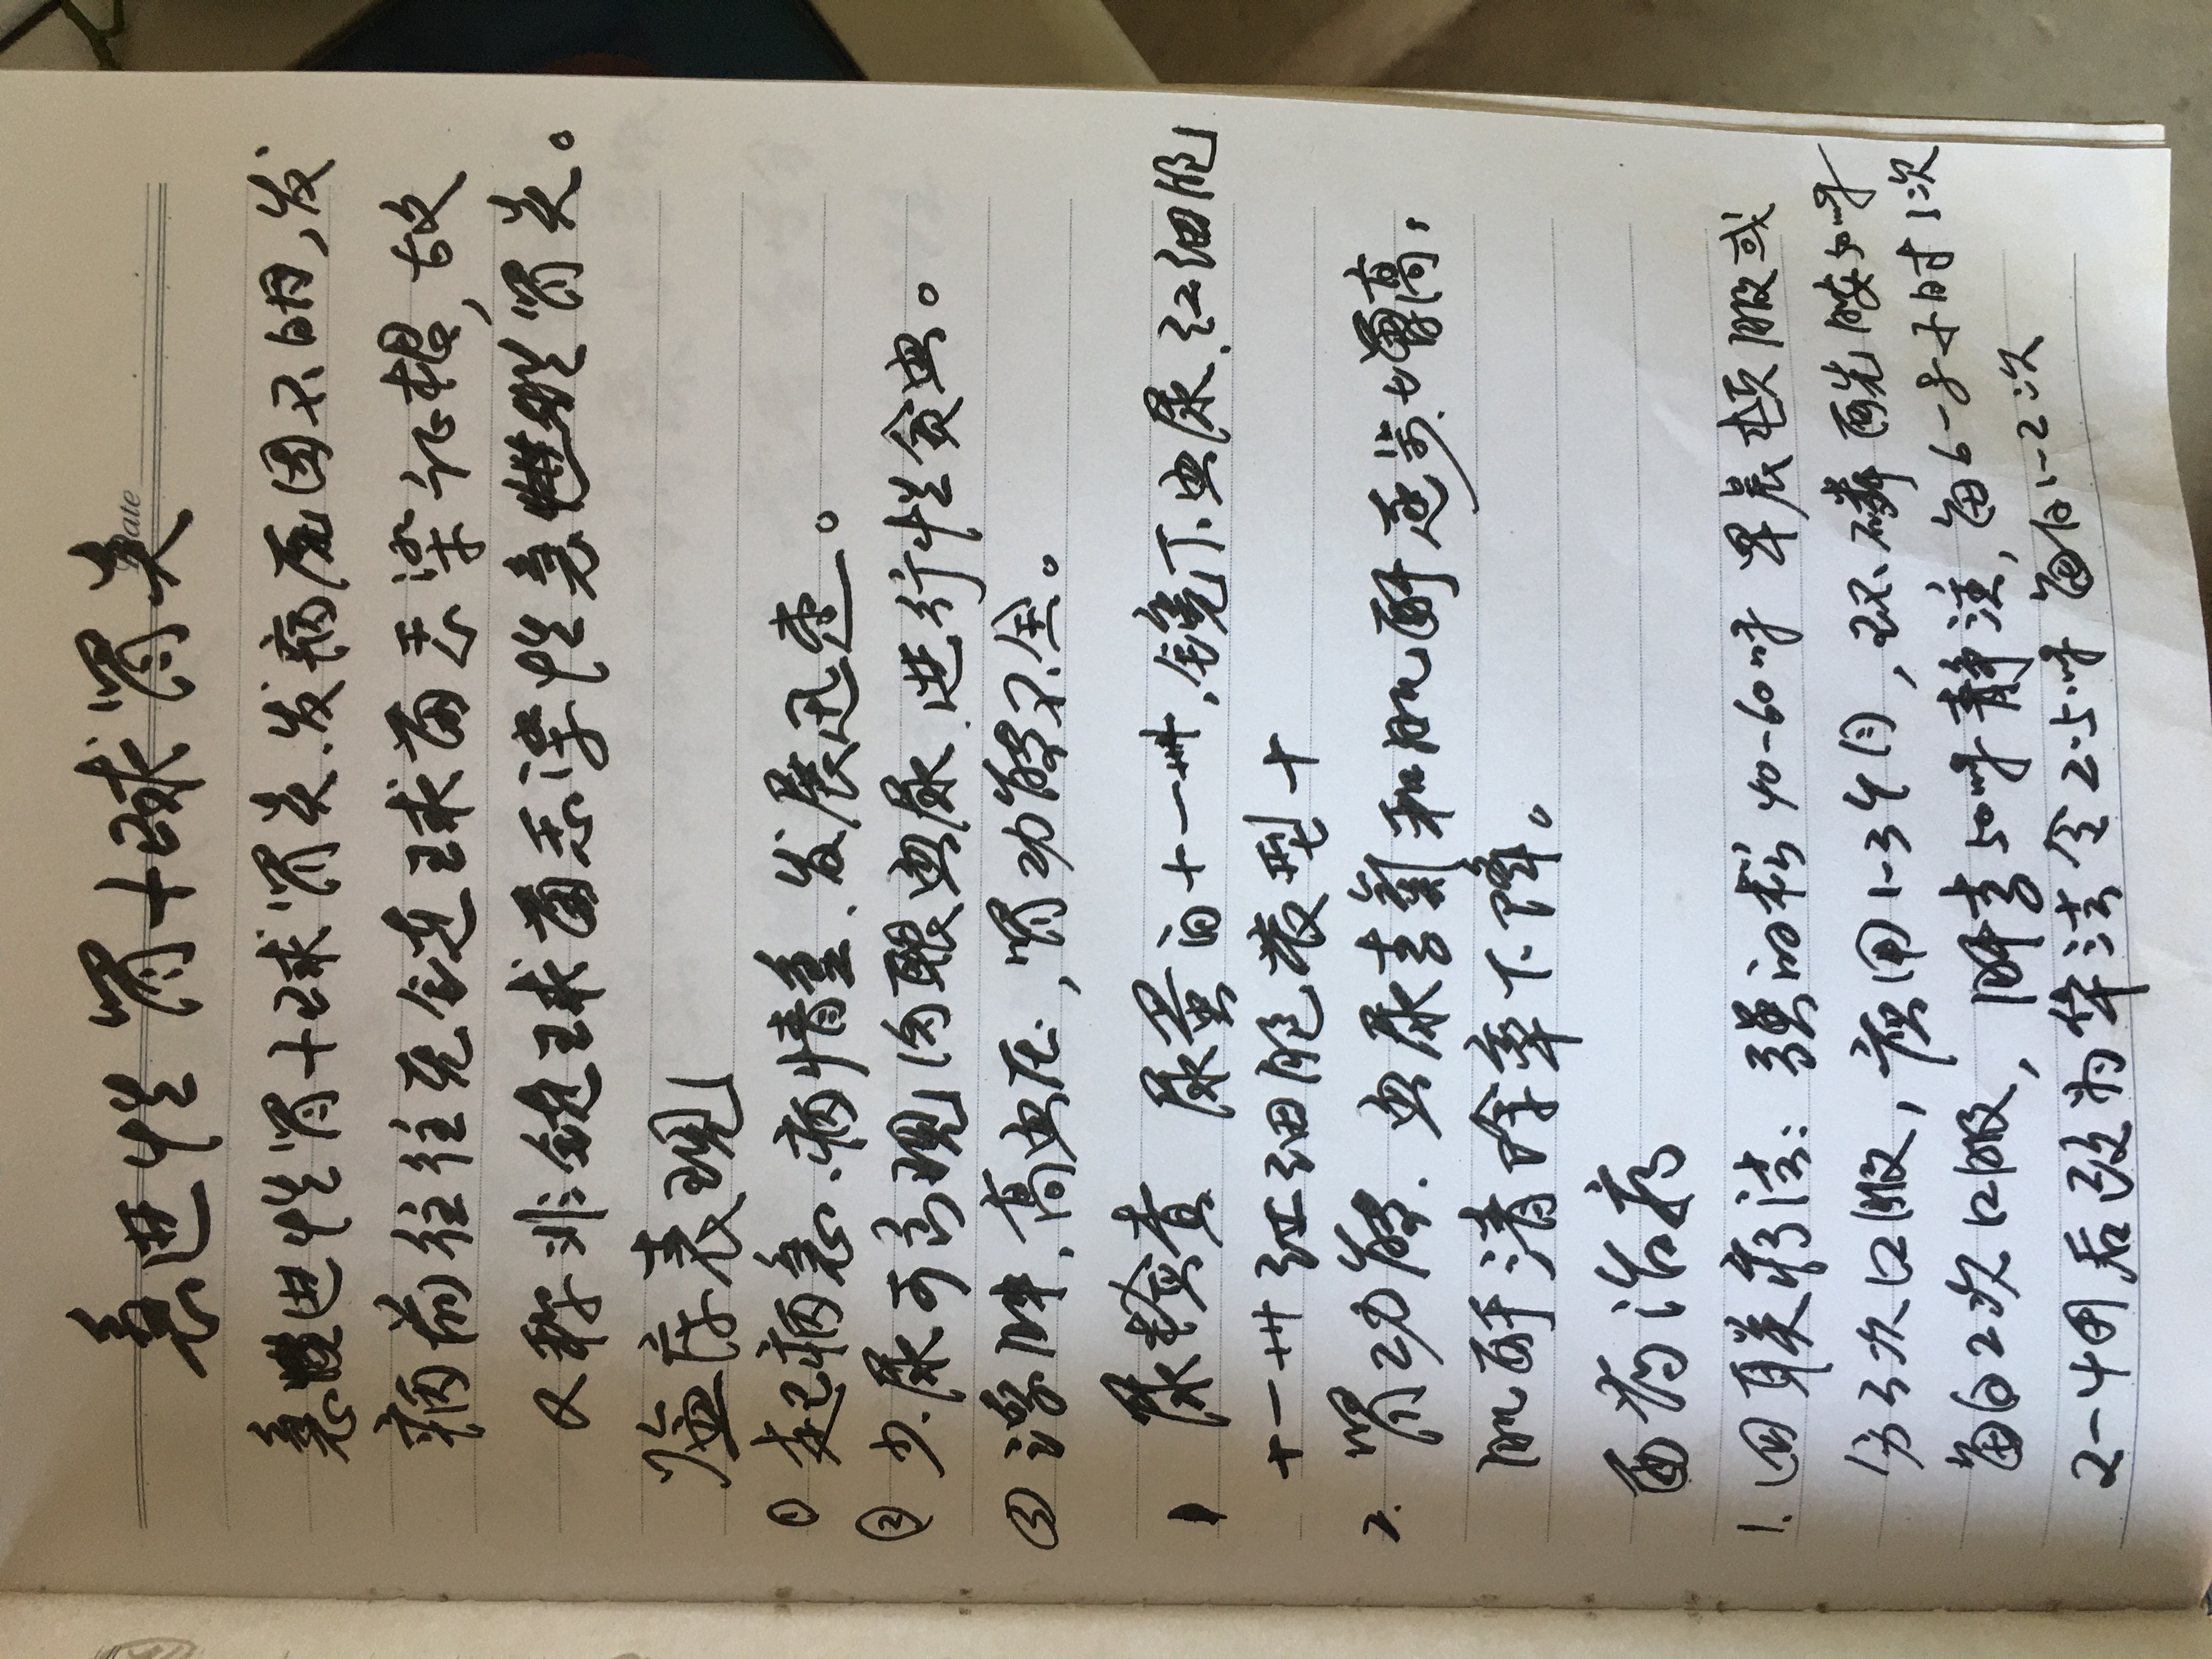 Date
急进性肾小球肾炎
急进性肾小球肾炎、发病原因不明,发
病前往往无链球菌感染证据,故
又称非链球菌感染性急进性肾炎。
临床表现
① 起病急、病情重、发展迅速。
② 少尿可出现肉眼血尿、进行性贫血。
③ 浮肿,高血压,肾功能不全。
1 尿检查 尿蛋白+—卅、镜下血尿、红细胞
+—卅 红细胞管型+
2. 肾功能、血尿素氮和肌酐逐步增高,
肌酐清除率下降。
西药治疗
1. 四联疗法: 强的松 40-60mg 早晨顿服或
分3次口服,应用1-3个月,环磷酰胺50mg
每日2次口服,肝素50mg静注,每6-8小时1次
2-4周后改为华法令2.5mg 每日1-2次